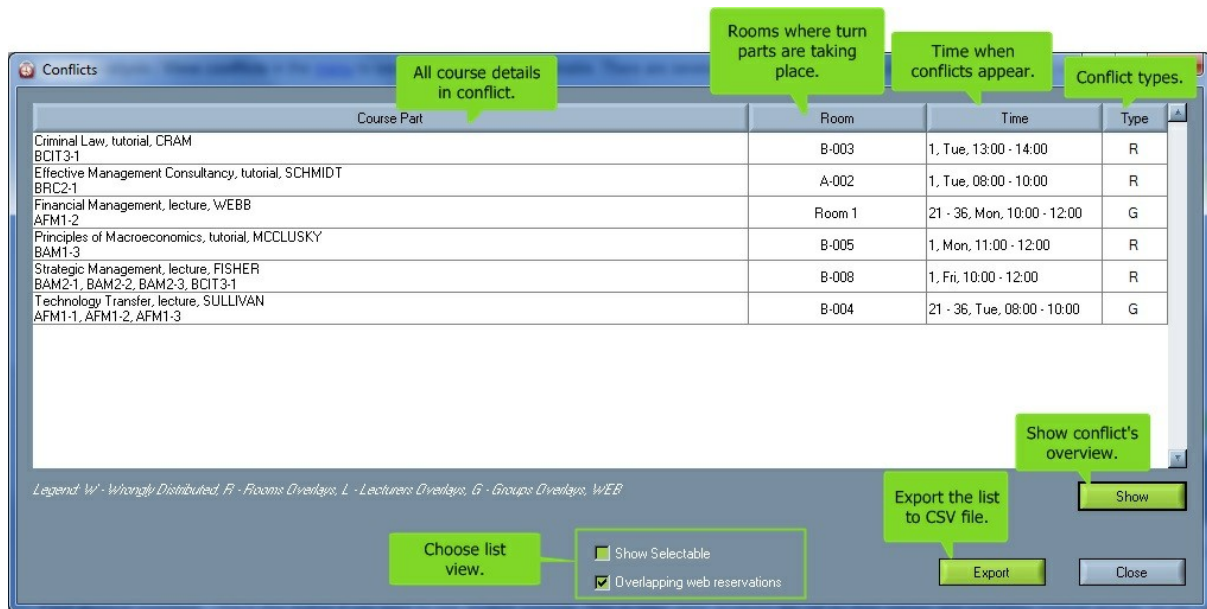 Rooms where turn
parts are taking
place.
Time when
conflicts appear.
Conflict types.
All course details
in conflict.
Conflicts
Course Part Room Time Type
Criminal Law, tutorial, CRAM
BCIT3-1
B-003 1, Tue, 13:00 - 14:00 R
Effective Management Consultancy, tutorial, SCHMIDT
BRC2-1
A-002 1, Tue, 08:00 - 10:00 R
Financial Management, lecture, WEBB
AFM1-2
Room 1 21 - 36, Mon, 10:00 - 12:00 G
Principles of Macroeconomics, tutorial, MCCLUSKY
BAM1-3
B-005 1, Mon, 11:00 - 12:00 R
Strategic Management, lecture, FISHER
BAM2-1, BAM2-2, BAM2-3, BCIT3-1
B-008 1, Fri, 10:00 - 12:00 R
Technology Transfer, lecture, SULLIVAN
AFM1-1, AFM1-2, AFM1-3
B-004 21 - 36, Tue, 08:00 - 10:00 G
Show conflict's
overview.
Legend: W - Wrongly Distributed, R - Rooms Overlays, L - Lecturers Overlays, G - Groups Overlays, WEB
Show
Export the list
to CSV file.
Choose list
view.
Show Selectable
Overlapping web reservations
Export
Close